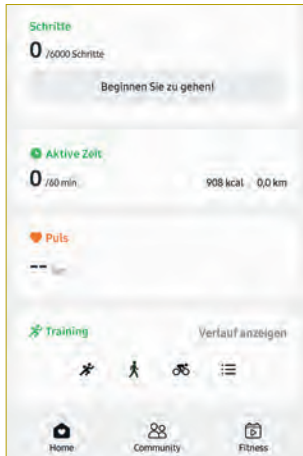 Schritte
0 /6000 Schritte
Beginnen Sie zu gehen!
Aktive Zeit
0 /60 min
908 kcal 0,0 km
Puls
--
Training
Verlauf anzeigen
Home
Community
Fitness